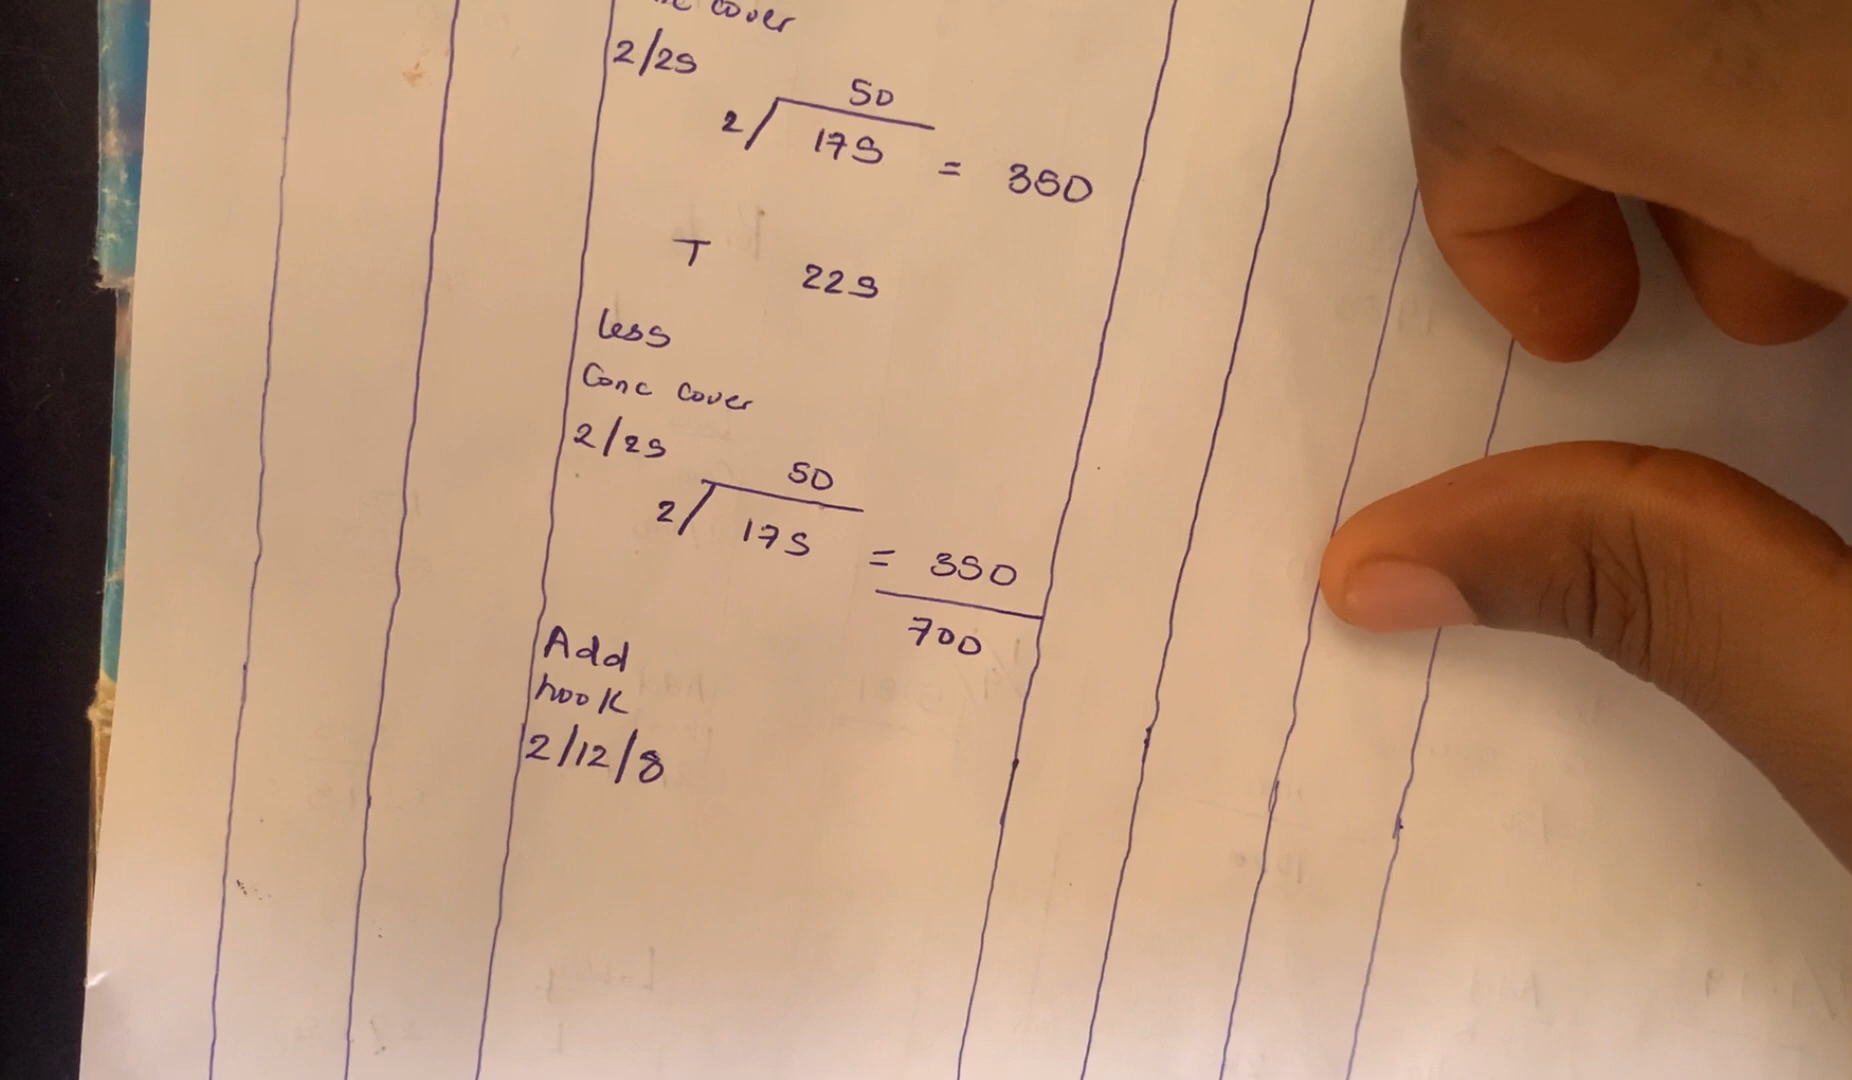 cover
2/25
50
2/ 175 = 350
T 225
Less
Conc cover
2/25
50
2/ 175 = 350
700
Add
hook
2/12/8